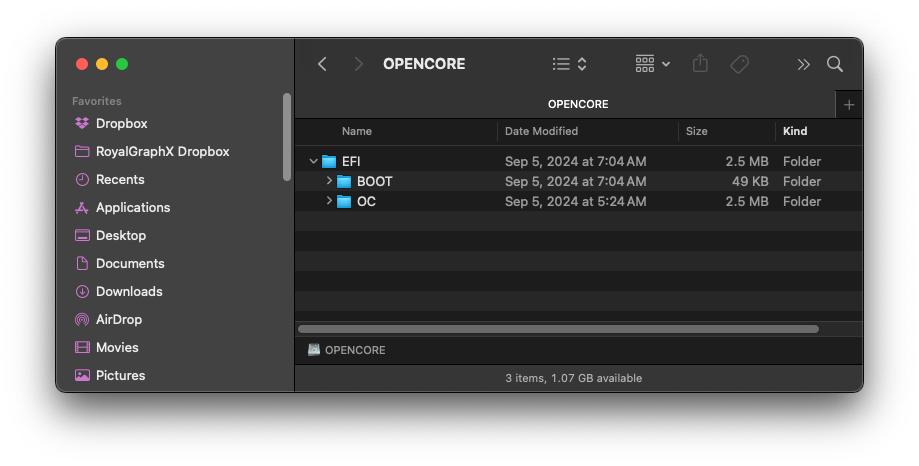 OPENCORE
Favorites
Dropbox
RoyalGraphX Dropbox
Recents
Applications
Desktop
Documents
Downloads
AirDrop
Movies
Pictures
OPENCORE
Name Date Modified Size Kind
EFI Sep 5, 2024 at 7:04 AM 2.5 MB Folder
BOOT Sep 5, 2024 at 7:04 AM 49 KB Folder
OC Sep 5, 2024 at 5:24 AM 2.5 MB Folder
OPENCORE
3 items, 1.07 GB available